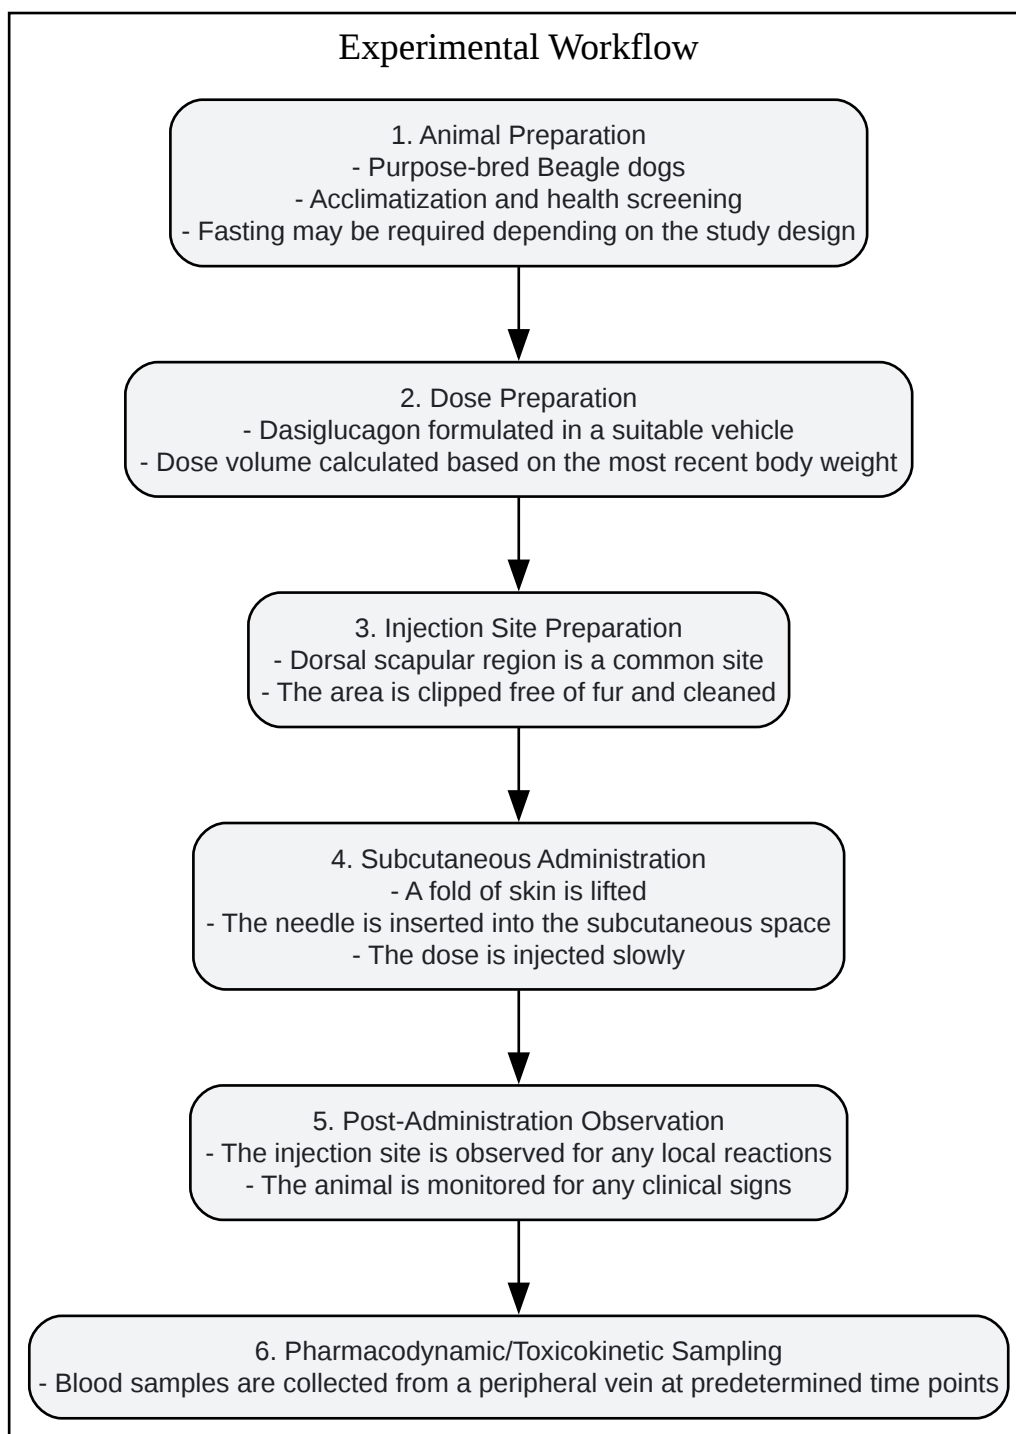 Experimental Workflow
1. Animal Preparation
- Purpose-bred Beagle dogs
- Acclimatization and health screening
- Fasting may be required depending on the study design
2. Dose Preparation
- Dasiglucagon formulated in a suitable vehicle
- Dose volume calculated based on the most recent body weight
3. Injection Site Preparation
- Dorsal scapular region is a common site
- The area is clipped free of fur and cleaned
4. Subcutaneous Administration
- A fold of skin is lifted
- The needle is inserted into the subcutaneous space
- The dose is injected slowly
5. Post-Administration Observation
- The injection site is observed for any local reactions
- The animal is monitored for any clinical signs
6. Pharmacodynamic/Toxicokinetic Sampling
- Blood samples are collected from a peripheral vein at predetermined time points